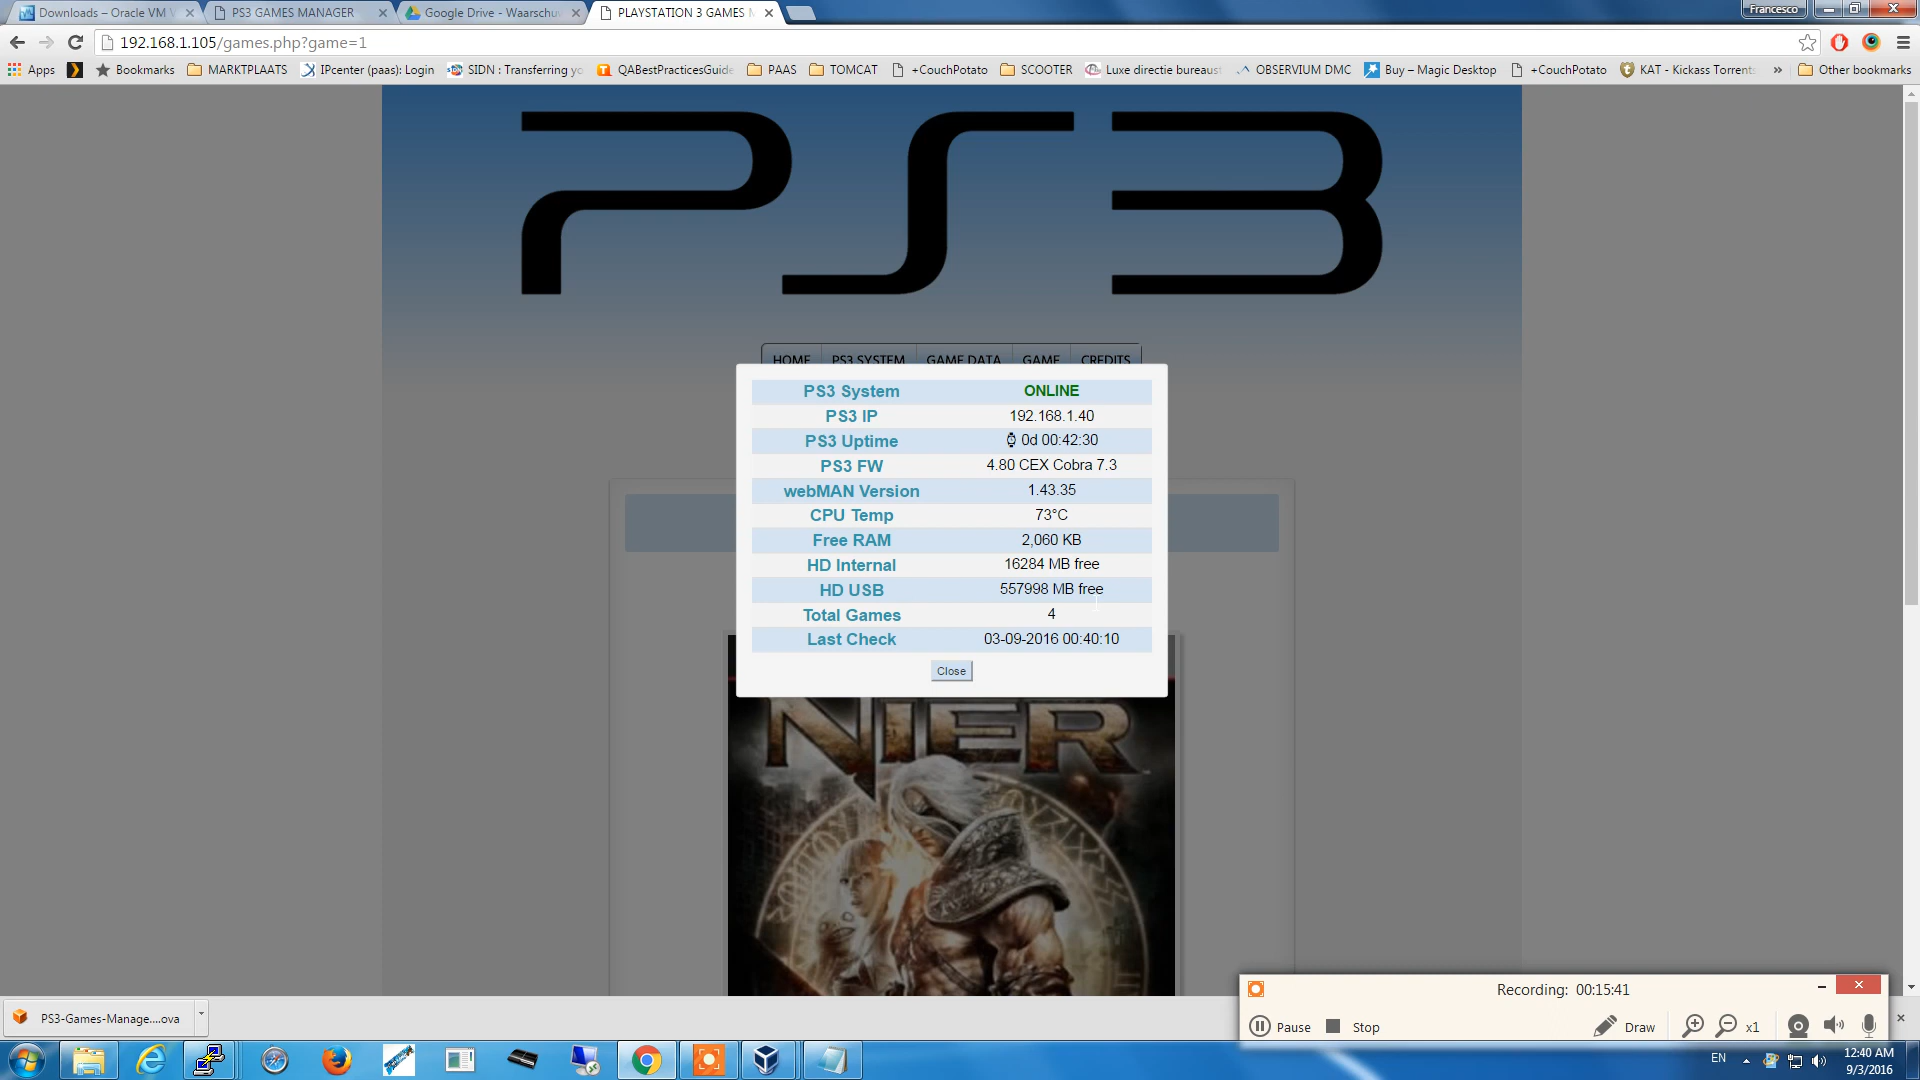 Downloads – Oracle VM V
PS3 GAMES MANAGER
Google Drive - Waarschu
PLAYSTATION 3 GAMES M
Francesco
192.168.1.105/games.php?game=1
Apps
Bookmarks
MARKTPLAATS
IPcenter (paas): Login
SIDN : Transferring yo
QABestPracticesGuide
PAAS
TOMCAT
+CouchPotato
SCOOTER
Luxe directie bureaust
OBSERVIUM DMC
Buy – Magic Desktop
+CouchPotato
KAT - Kickass Torrents
»
Other bookmarks
PS3
HOME PS3 SYSTEM GAME DATA GAME CREDITS
PS3 System ONLINE
PS3 IP 192.168.1.40
PS3 Uptime 0d 00:42:30
PS3 FW 4.80 CEX Cobra 7.3
webMAN Version 1.43.35
CPU Temp 73°C
Free RAM 2,060 KB
HD Internal 16284 MB free
HD USB 557998 MB free
Total Games 4
Last Check 03-09-2016 00:40:10
Close
NIER
Recording: 00:15:41
Pause Stop Draw x1
PS3-Games-Manage....ova
EN
12:40 AM
9/3/2016